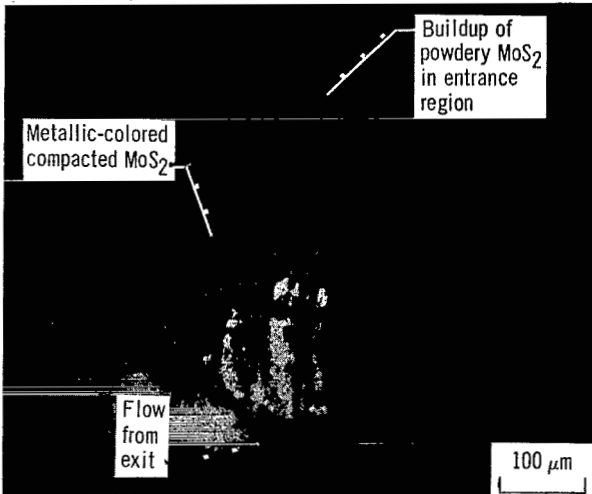 Buildup of
powdery MoS₂
in entrance
region
Metallic-colored
compacted MoS₂
Flow
from
exit
100 μm